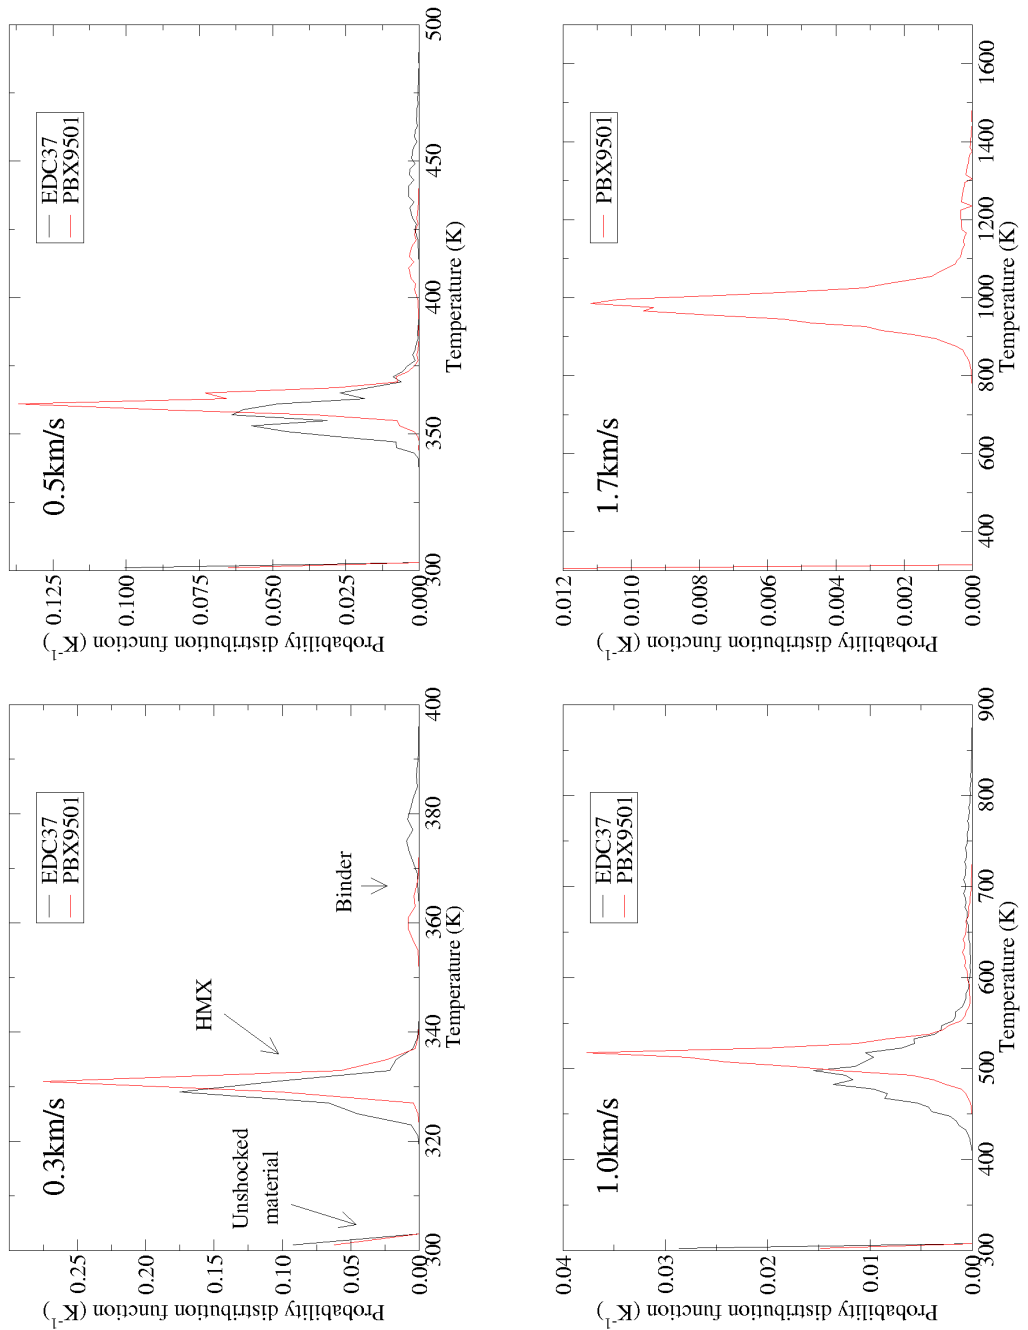 0.3km/s
EDC37
PBX9501
Unshocked
material
HMX
Binder
0.25
0.20
0.15
0.10
0.05
0.00
Probability distribution function (K⁻¹)
300 320 340 360 380 400
Temperature (K)
0.5km/s
EDC37
PBX9501
0.125
0.100
0.075
0.050
0.025
0.000
Probability distribution function (K⁻¹)
300 350 400 450 500
Temperature (K)
1.0km/s
EDC37
PBX9501
0.04
0.03
0.02
0.01
0.00
Probability distribution function (K⁻¹)
300 400 500 600 700 800 900
Temperature (K)
1.7km/s
PBX9501
0.012
0.010
0.008
0.006
0.004
0.002
0.000
Probability distribution function (K⁻¹)
400 600 800 1000 1200 1400 1600
Temperature (K)